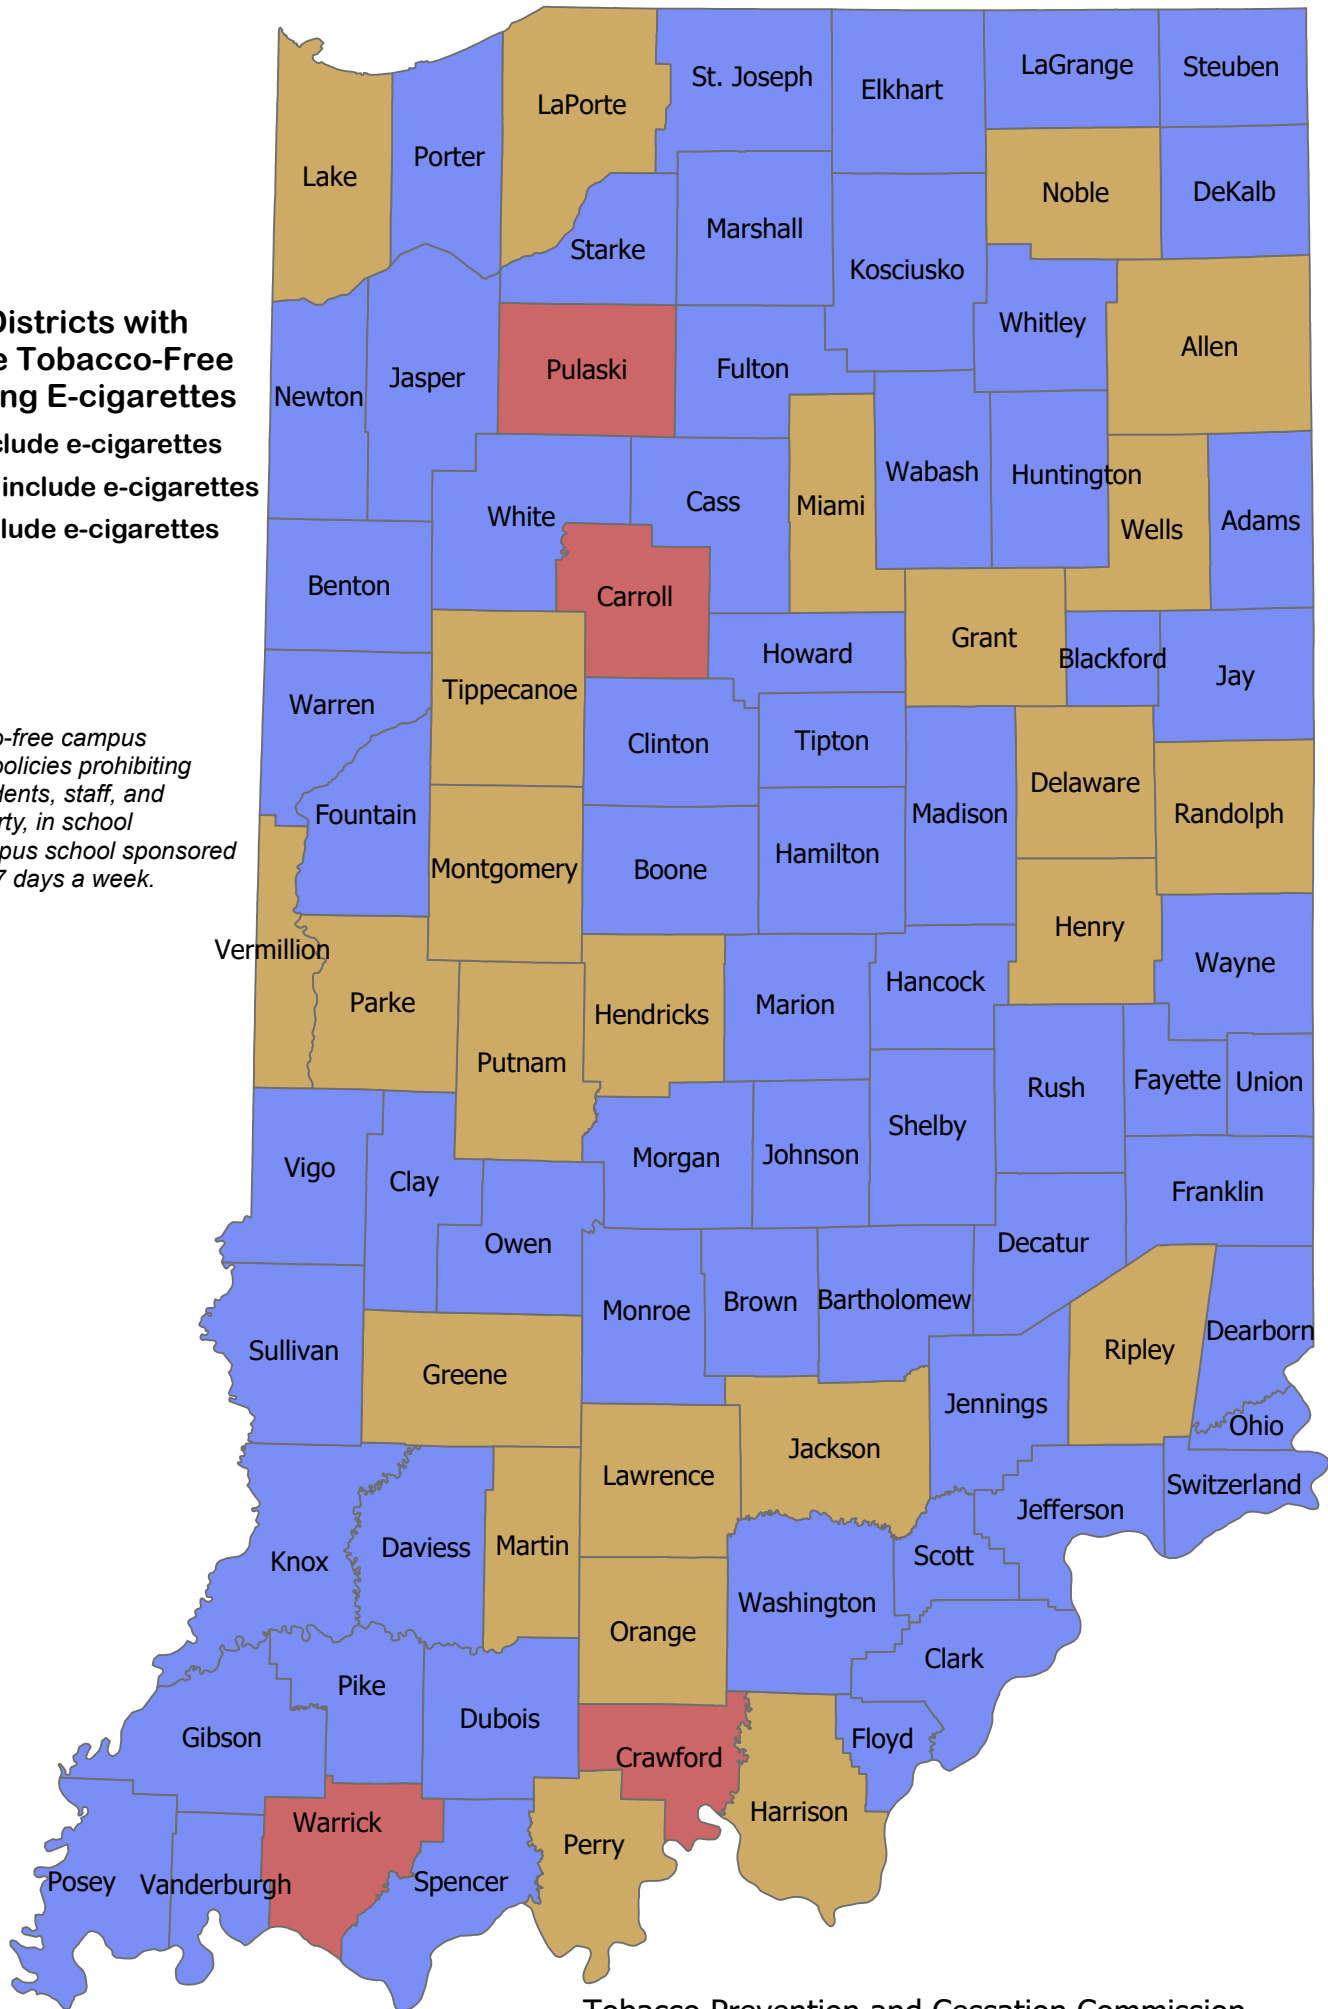 Districts with
e Tobacco-Free
ng E-cigarettes
clude e-cigarettes
include e-cigarettes
lude e-cigarettes
o-free campus
policies prohibiting
dents, staff, and
rty, in school
pus school sponsored
7 days a week.
St. Joseph
Elkhart
LaGrange
Steuben
LaPorte
Porter
Lake
Noble
DeKalb
Starke
Marshall
Kosciusko
Whitley
Allen
Newton
Jasper
Pulaski
Fulton
Miami
Wabash
Huntington
Wells
Adams
White
Cass
Benton
Carroll
Grant
Howard
Blackford
Jay
Warren
Tippecanoe
Clinton
Tipton
Fountain
Madison
Delaware
Randolph
Montgomery
Boone
Hamilton
Vermillion
Henry
Wayne
Parke
Hendricks
Marion
Hancock
Putnam
Rush
Fayette
Union
Shelby
Vigo
Clay
Morgan
Johnson
Franklin
Owen
Decatur
Monroe
Brown
Bartholomew
Sullivan
Greene
Ripley
Dearborn
Jennings
Ohio
Jackson
Lawrence
Switzerland
Jefferson
Knox
Daviess
Martin
Scott
Washington
Orange
Clark
Pike
Dubois
Gibson
Crawford
Floyd
Warrick
Harrison
Perry
Posey
Vanderburgh
Spencer
Tobacco Prevention and Cessation Commission